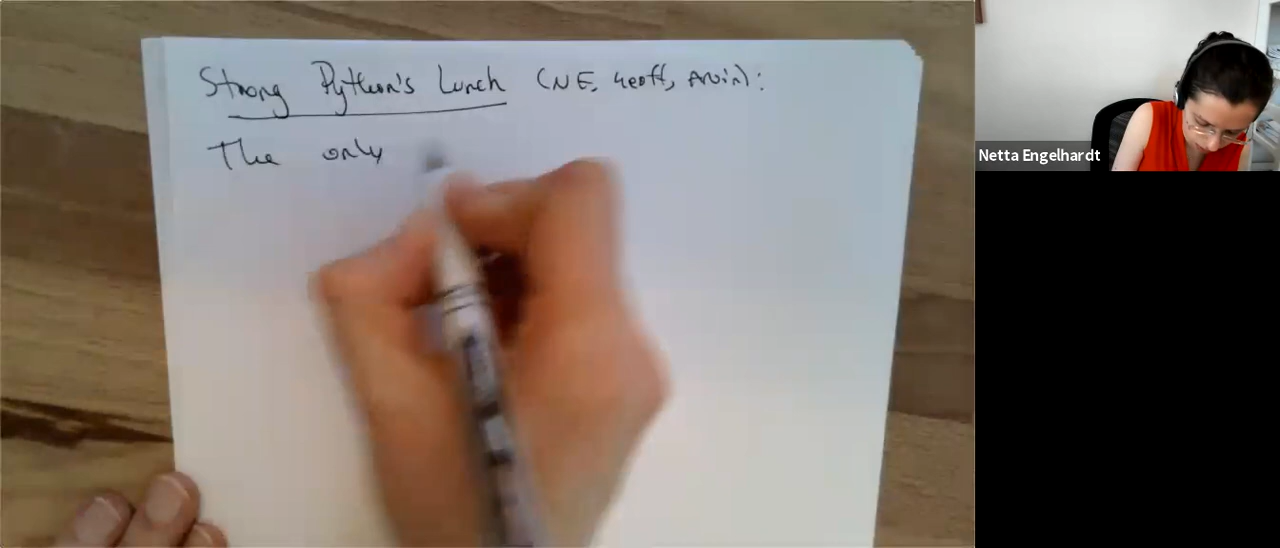 Strong Python's Lunch (NE, Geoff, Arvin):
The only
Netta Engelhardt